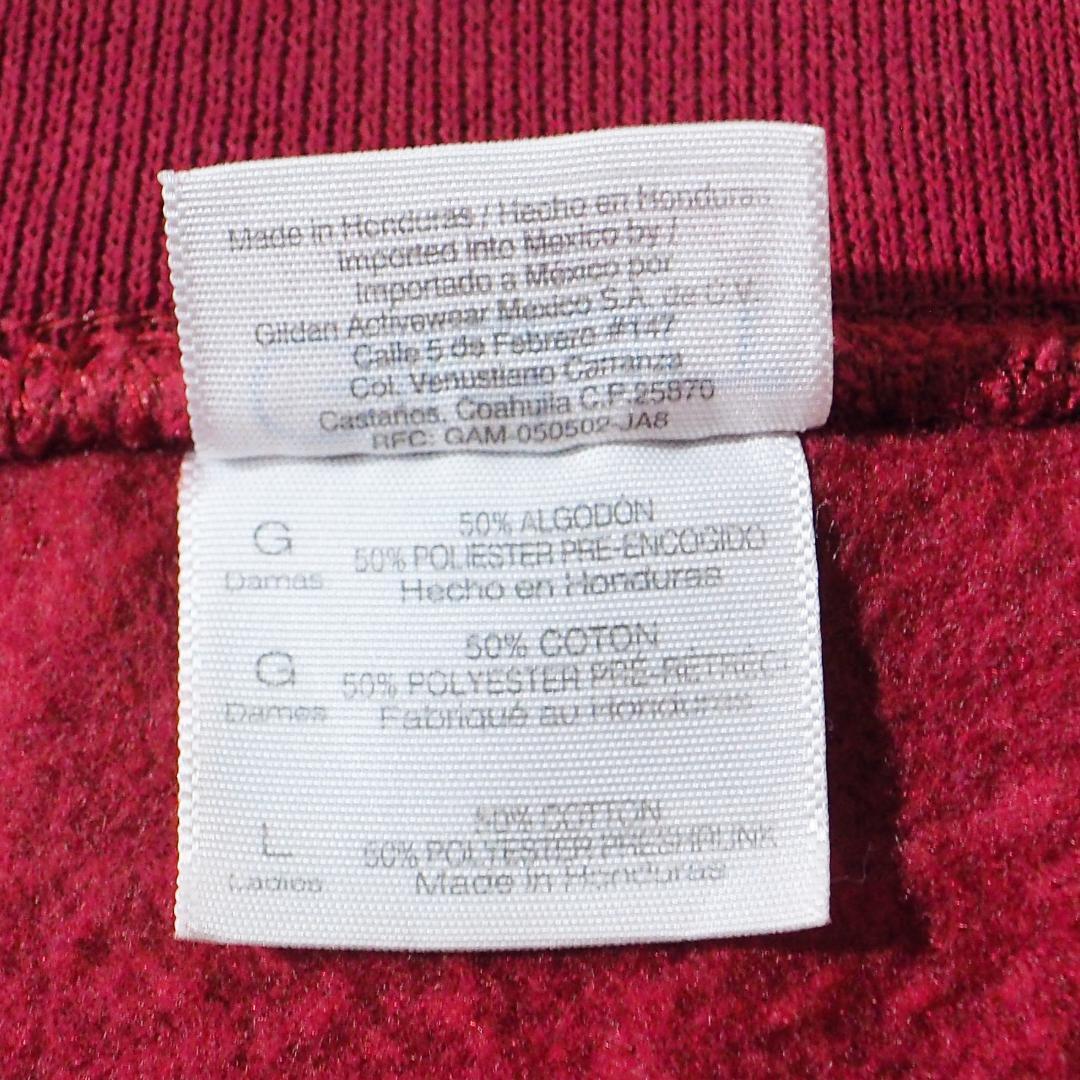 Made in Honduras / Hecho en Honduras
Imported into Mexico by /
Importado a México por
Gildan Activewear Mexico S.A. de C.V.
Calle 5 de Febrero #147
Col. Venustiano Carranza
Castaños, Coahuila C.P. 25870
RFC: GAM-050502-JA8
G
Damas
50% ALGODÓN
50% POLIÉSTER PRE-ENCOGIDO
Hecho en Honduras
G
Dames
50% COTON
50% POLYESTER PRÉ-RÉTRÉCI
Fabriqué au Honduras
L
Ladies
50% COTTON
50% POLYESTER PRESHRUNK
Made in Honduras